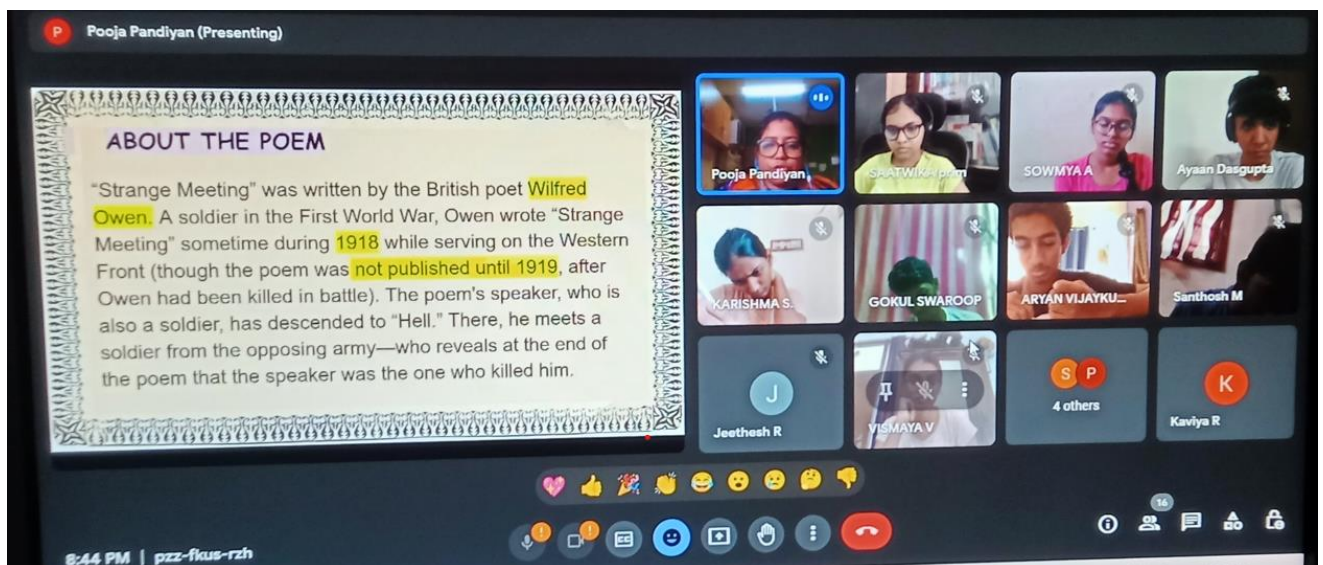 P Pooja Pandiyan (Presenting)
ABOUT THE POEM
“Strange Meeting” was written by the British poet Wilfred
Owen. A soldier in the First World War, Owen wrote “Strange
Meeting” sometime during 1918 while serving on the Western
Front (though the poem was not published until 1919, after
Owen had been killed in battle). The poem's speaker, who is
also a soldier, has descended to “Hell.” There, he meets a
soldier from the opposing army—who reveals at the end of
the poem that the speaker was the one who killed him.
Pooja Pandiyan
SAATWIKA
SOWMYA A
Ayaan Dasgupta
KARISHMA S.
GOKUL SWAROOP
ARYAN VIJAYKU...
Santhosh M
J
Jeethesh R
VISMAYA V
S P
4 others
K
Kaviya R
CC
16
8:44 PM | pzz-fkus-rzh